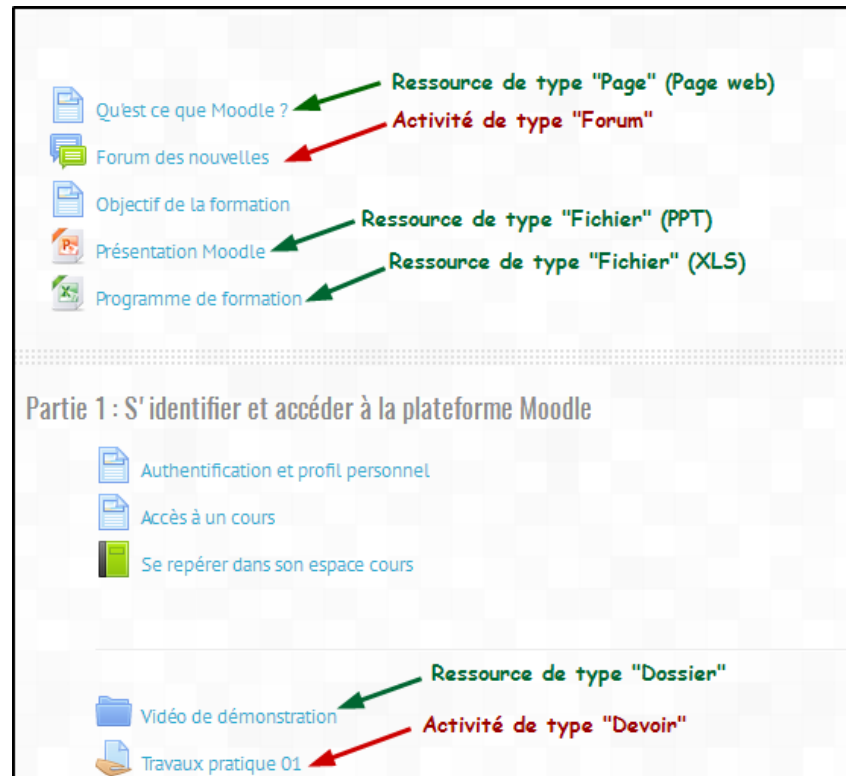 Qu'est ce que Moodle ?
Ressource de type "Page" (Page web)
Activité de type "Forum"
Forum des nouvelles
Objectif de la formation
Ressource de type "Fichier" (PPT)
Présentation Moodle
Ressource de type "Fichier" (XLS)
Programme de formation
Partie 1 : S' identifier et accéder à la plateforme Moodle
Authentification et profil personnel
Accès à un cours
Se repérer dans son espace cours
Ressource de type "Dossier"
Vidéo de démonstration
Activité de type "Devoir"
Travaux pratique 01